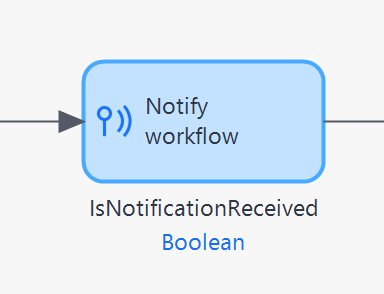 Notify
workflow
IsNotificationReceived
Boolean